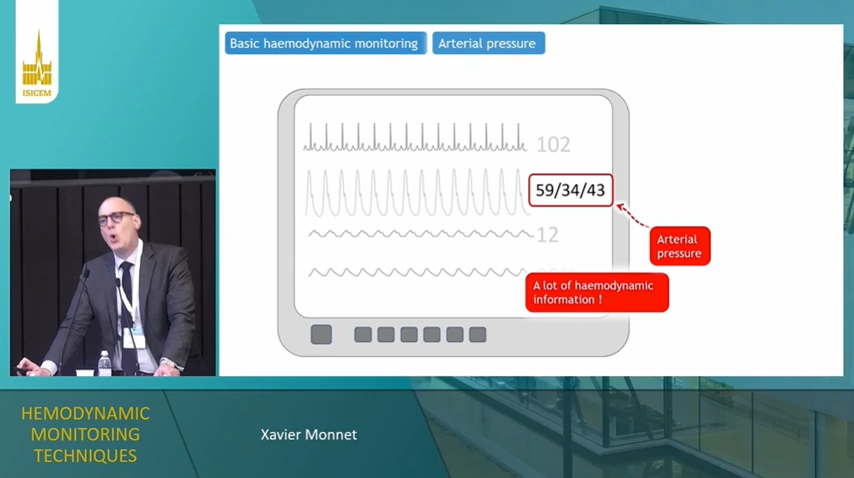 ISICEM
Basic haemodynamic monitoring
Arterial pressure
102
59/34/43
12
Arterial
pressure
A lot of haemodynamic
information !
HEMODYNAMIC
MONITORING
TECHNIQUES
Xavier Monnet